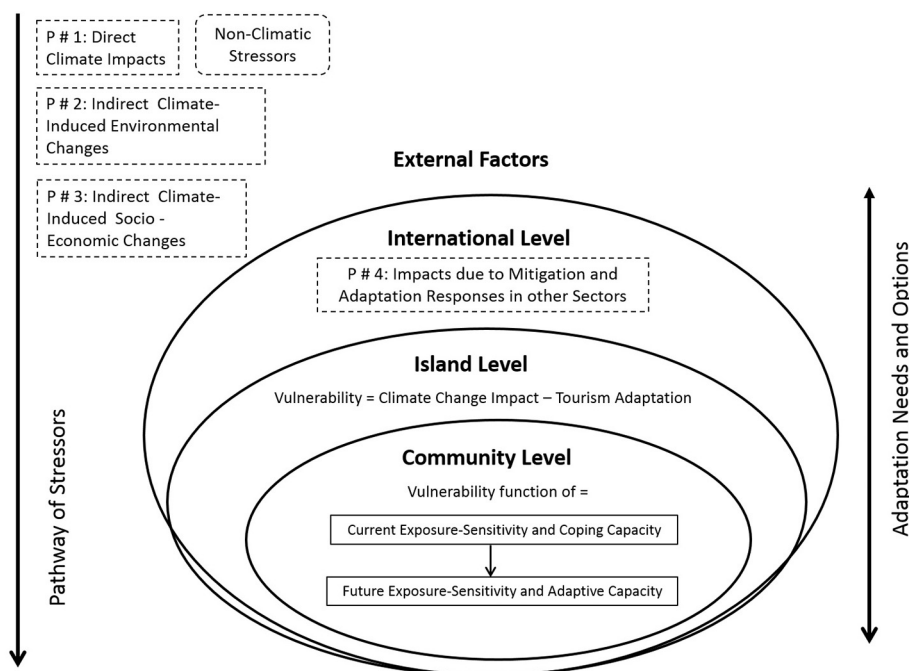 P # 1: Direct
Climate Impacts
Non-Climatic
Stressors
P # 2: Indirect Climate-
Induced Environmental
Changes
P # 3: Indirect Climate-
Induced Socio -
Economic Changes
External Factors
International Level
P # 4: Impacts due to Mitigation and
Adaptation Responses in other Sectors
Island Level
Vulnerability = Climate Change Impact – Tourism Adaptation
Community Level
Vulnerability function of =
Current Exposure-Sensitivity and Coping Capacity
Future Exposure-Sensitivity and Adaptive Capacity
Pathway of Stressors
Adaptation Needs and Options